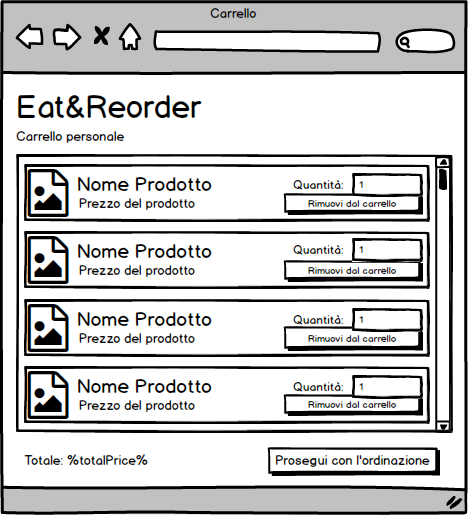 Carrello
Eat&Reorder
Carrello personale
Nome Prodotto
Prezzo del prodotto
Quantità: 1
Rimuovi dal carrello
Nome Prodotto
Prezzo del prodotto
Quantità: 1
Rimuovi dal carrello
Nome Prodotto
Prezzo del prodotto
Quantità: 1
Rimuovi dal carrello
Nome Prodotto
Prezzo del prodotto
Quantità: 1
Rimuovi dal carrello
Totale: %totalPrice%
Prosegui con l'ordinazione